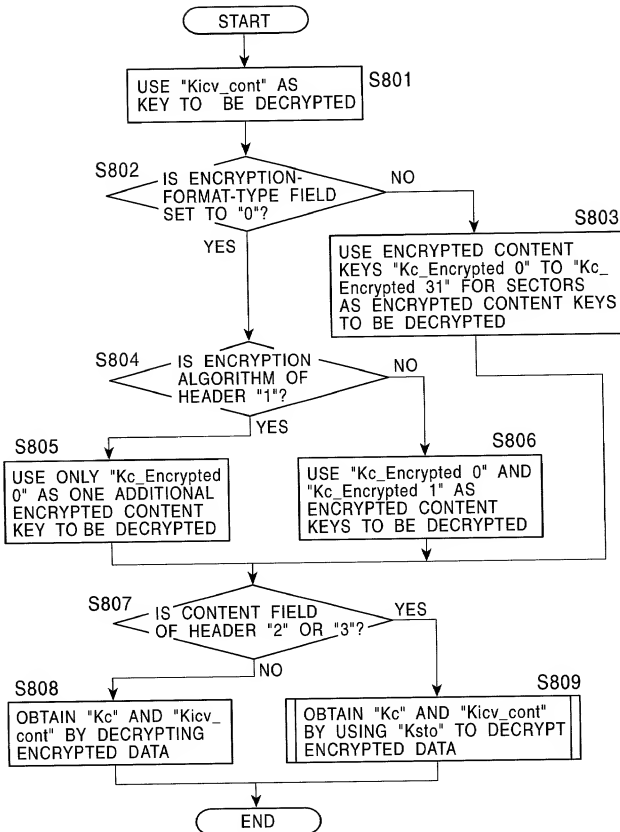 START
USE "Kicv_cont" AS
KEY TO BE DECRYPTED
S801
S802
IS ENCRYPTION-
FORMAT-TYPE FIELD
SET TO "0"?
NO
YES
S803
USE ENCRYPTED CONTENT
KEYS "Kc_Encrypted 0" TO "Kc_
Encrypted 31" FOR SECTORS
AS ENCRYPTED CONTENT KEYS
TO BE DECRYPTED
S804
IS ENCRYPTION
ALGORITHM OF
HEADER "1"?
NO
YES
S805
USE ONLY "Kc_Encrypted
0" AS ONE ADDITIONAL
ENCRYPTED CONTENT
KEY TO BE DECRYPTED
S806
USE "Kc_Encrypted 0" AND
"Kc_Encrypted 1" AS
ENCRYPTED CONTENT
KEYS TO BE DECRYPTED
S807
IS CONTENT FIELD
OF HEADER "2" OR "3"?
YES
NO
S808
OBTAIN "Kc" AND "Kicv_
cont" BY DECRYPTING
ENCRYPTED DATA
S809
OBTAIN "Kc" AND "Kicv_cont"
BY USING "Ksto" TO DECRYPT
ENCRYPTED DATA
END